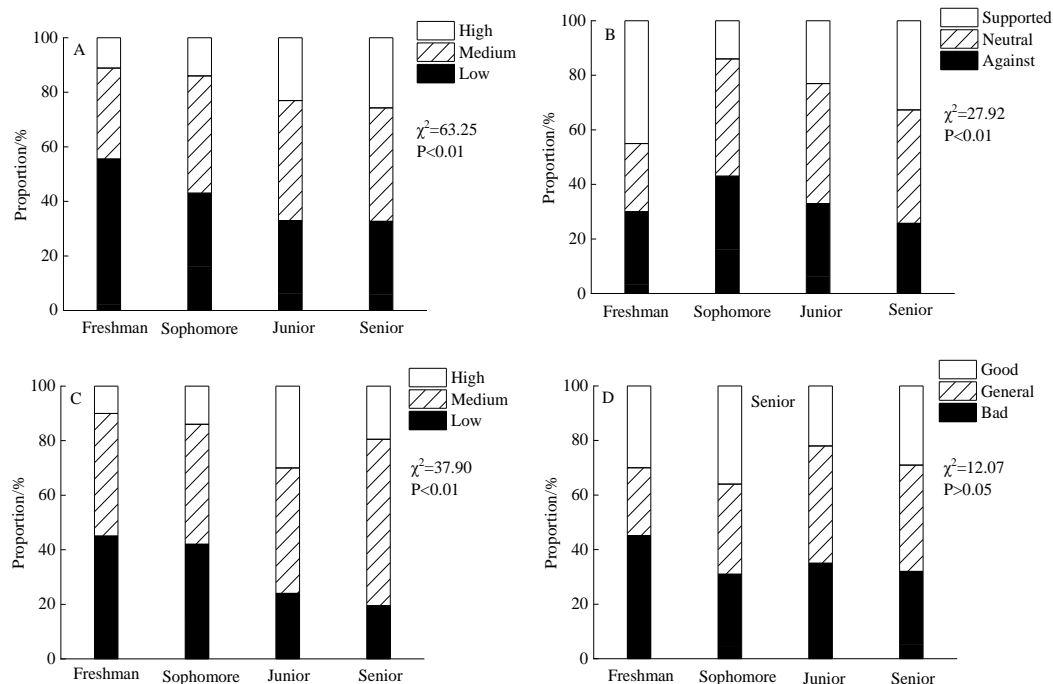 A
High
Medium
Low
χ²=63.25
P<0.01
Proportion/%
100
80
60
40
20
0
Freshman Sophomore Junior Senior
B
Supported
Neutral
Against
χ²=27.92
P<0.01
Proportion/%
100
80
60
40
20
0
Freshman Sophomore Junior Senior
C
High
Medium
Low
χ²=37.90
P<0.01
Proportion/%
100
80
60
40
20
0
Freshman Sophomore Junior Senior
D
Senior
Good
General
Bad
χ²=12.07
P>0.05
Proportion/%
100
80
60
40
20
0
Freshman Sophomore Junior Senior